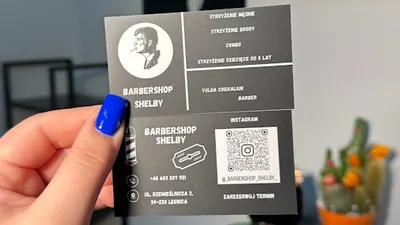 STRZYŻENIE MĘSKIE
STRZYŻENIE BRODY
COMBO
STRZYŻENIE DZIECIĘCE OD 5 LAT
BARBERSHOP
SHELBY
YULIIA CHEKALIUK
BARBER
INSTAGRAM
BARBERSHOP
SHELBY
+48 603 207 921
@_BARBERSHOP_SHELBY_
UL. RZEMIEŚLNICZA 2,
59-220 LEGNICA
ZAREZERWUJ TERMIN